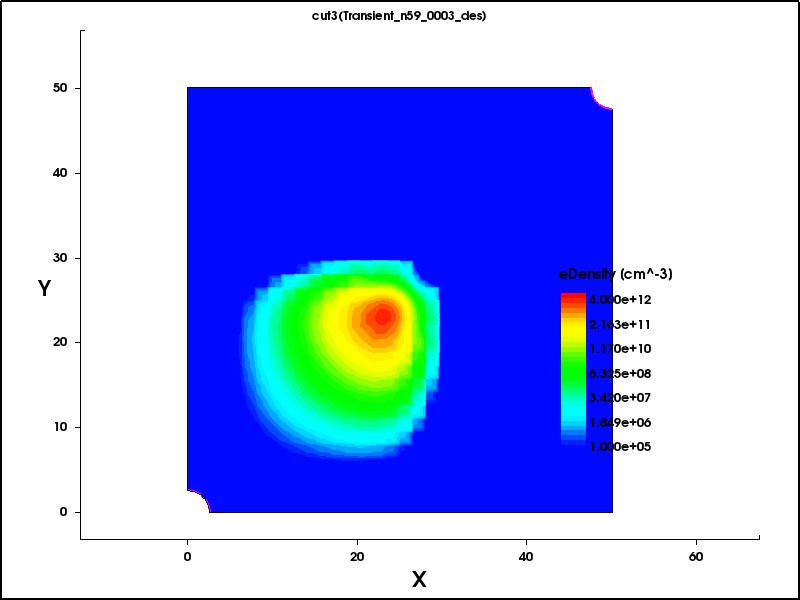 cut3(Transient_n59_0003_des)
50
40
30
eDensity (cm^-3)
Y
4.000e+12
2.163e+11
20
1.170e+10
6.325e+08
3.420e+07
10
1.849e+06
1.000e+05
0
0 20 40 60
X